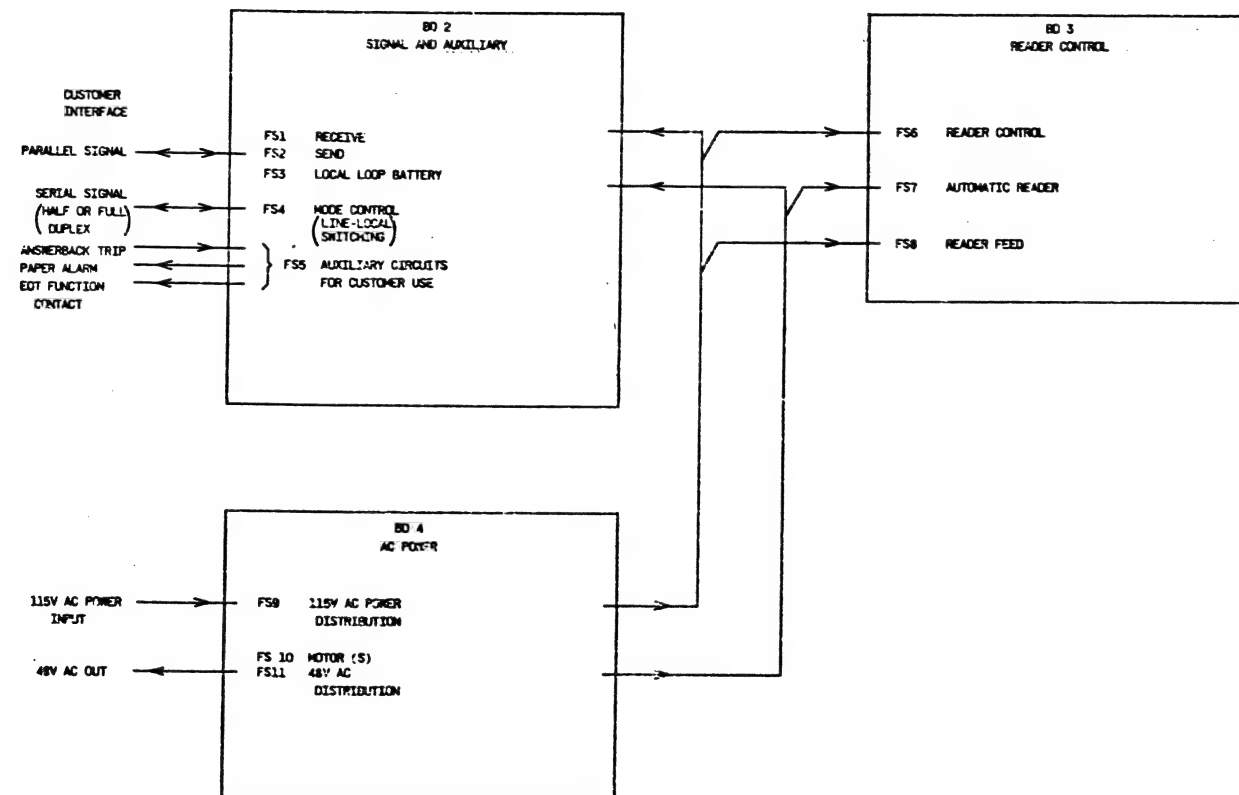 BD 2
SIGNAL AND AUXILIARY
CUSTOMER
INTERFACE
FS1 RECEIVE
PARALLEL SIGNAL FS2 SEND
FS3 LOCAL LOOP BATTERY
SERIAL SIGNAL
(HALF OR FULL)
DUPLEX
FS4 MODE CONTROL
(LINE-LOCAL)
SWITCHING
ANSWERBACK TRIP
PAPER ALARM
EOT FUNCTION
CONTACT
} FS5 AUXILIARY CIRCUITS
FOR CUSTOMER USE
BD 3
READER CONTROL
FS6 READER CONTROL
FS7 AUTOMATIC READER
FS8 READER FEED
BD 4
AC POWER
115V AC POWER
INPUT
FS9 115V AC POWER
DISTRIBUTION
FS 10 MOTOR (S)
48V AC OUT
FS11 48V AC
DISTRIBUTION